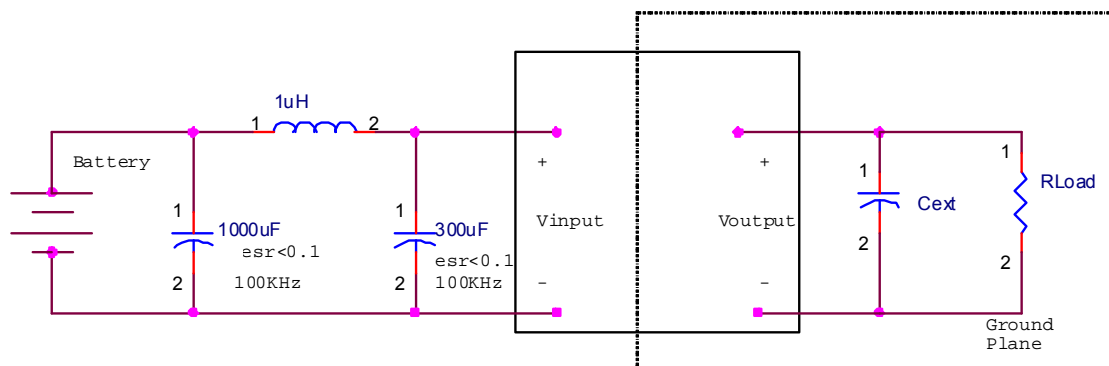 1uH
1
2
Battery
1
1000uF
esr<0.1
2
100KHz
1
300uF
esr<0.1
2
100KHz
+
Vinput
-
+
Voutput
-
1
Cext
2
1
RLoad
2
Ground
Plane